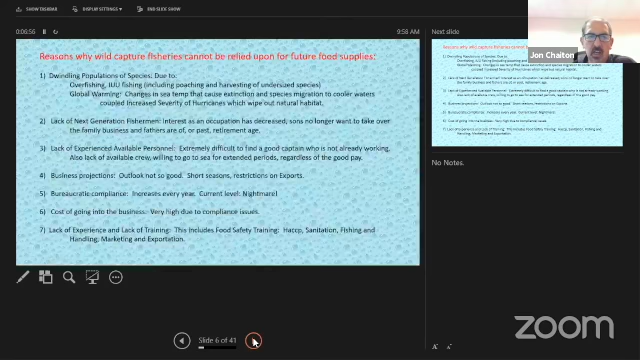 SHOW TASKBAR
DISPLAY SETTINGS
END SLIDE SHOW
0:06:56
9:58 AM
Reasons why wild capture fisheries cannot be relied upon for future food supplies:
1) Dwindling Populations of Species: Due to:
Overfishing, IUU fishing (including poaching and harvesting of undersized species)
Global Warming: Changes in sea temp that cause extinction and species migration to cooler waters
coupled Increased Severity of Hurricanes which wipe out natural habitat.
2) Lack of Next Generation Fishermen: Interest as an occupation has decreased, sons no longer want to take over
the family business and fathers are of, or past, retirement age.
3) Lack of Experienced Available Personnel: Extremely difficult to find a good captain who is not already working.
Also lack of available crew, willing to go to sea for extended periods, regardless of the good pay.
4) Business projections: Outlook not so good. Short seasons, restrictions on Exports.
5) Bureaucratic compliance: Increases every year. Current level: Nightmare!
6) Cost of going into the business: Very high due to compliance issues.
7) Lack of Experience and Lack of Training: This includes Food Safety Training: Haccp, Sanitation, Fishing and
Handling; Marketing and Exportation.
Slide 6 of 41
Next slide
Jon Chaiton
No Notes.
zoom